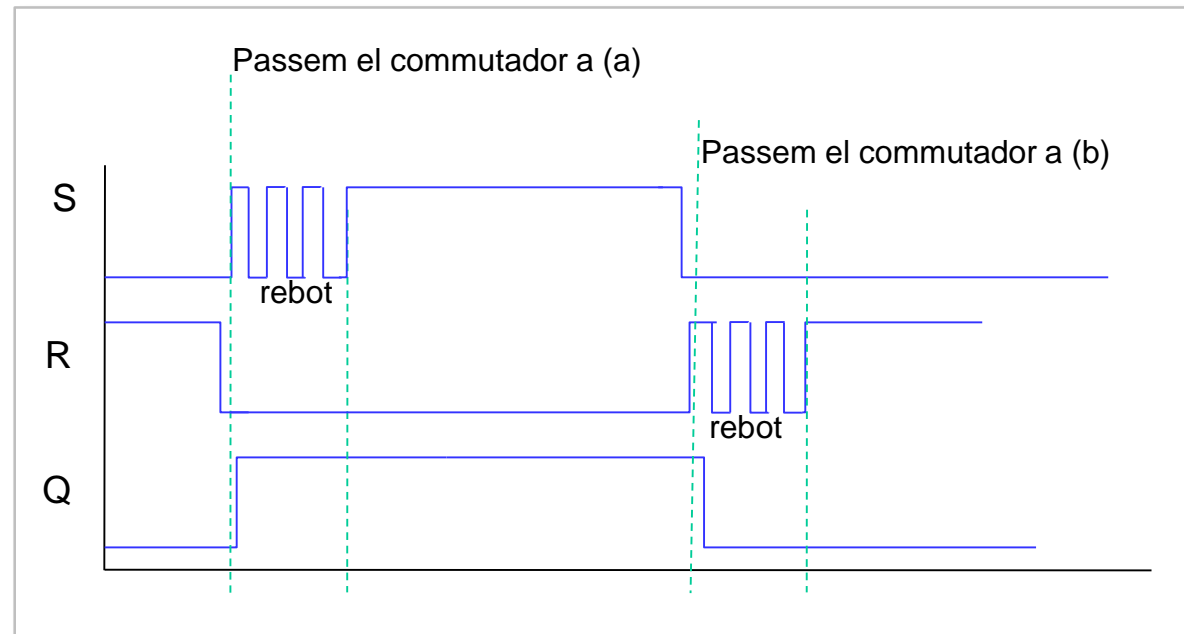 Passem el commutador a (a)
Passem el commutador a (b)
S
rebot
R
rebot
Q